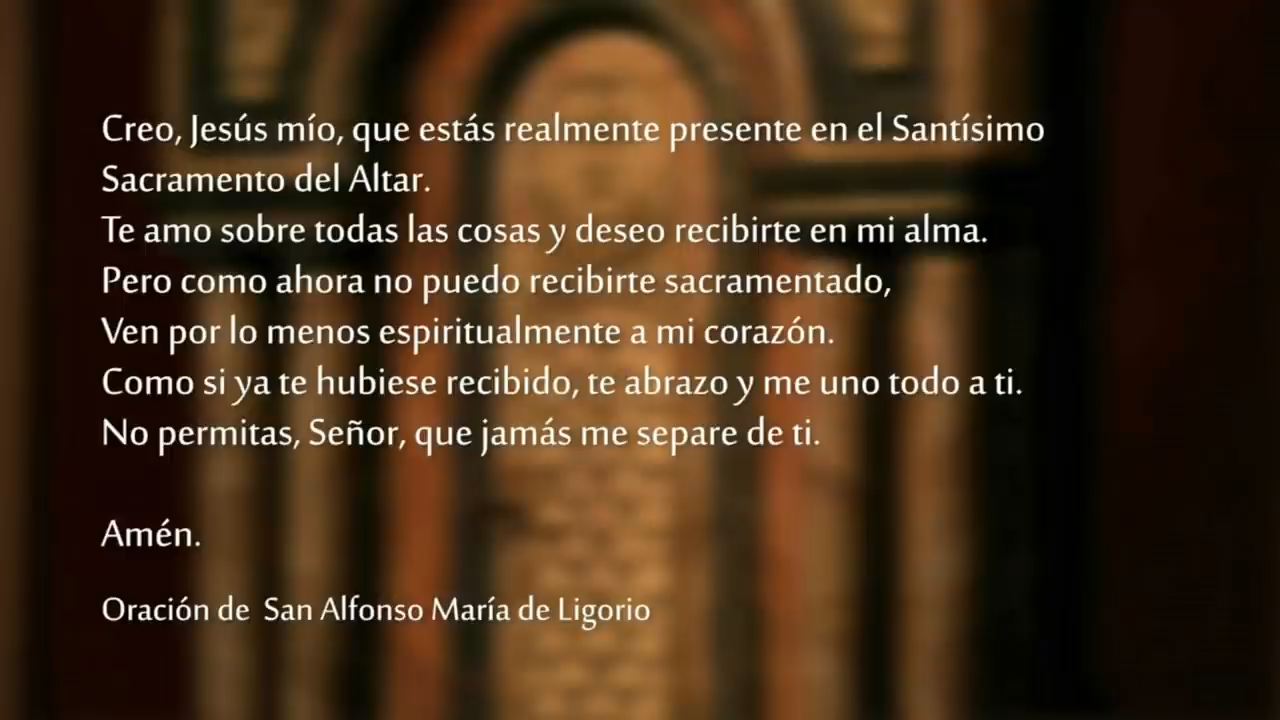 Creo, Jesús mío, que estás realmente presente en el Santísimo
Sacramento del Altar.
Te amo sobre todas las cosas y deseo recibirte en mi alma.
Pero como ahora no puedo recibirte sacramentado,
Ven por lo menos espiritualmente a mi corazón.
Como si ya te hubiese recibido, te abrazo y me uno todo a ti.
No permitas, Señor, que jamás me separe de ti.
Amén.
Oración de  San Alfonso María de Ligorio